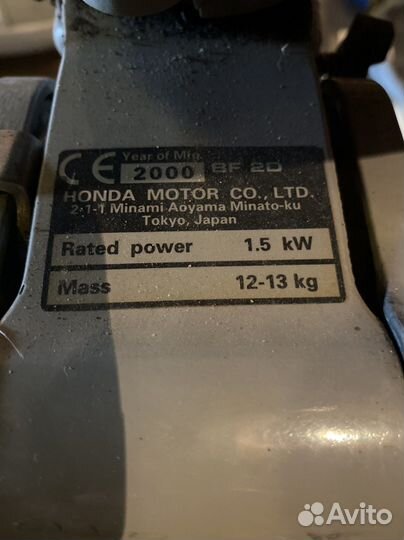 CE Year of Mfg. 2000 BF 2D
HONDA MOTOR CO., LTD.
2-1-1 Minami Aoyama Minato-ku
Tokyo, Japan
Rated power 1.5 kW
Mass 12-13 kg
Avito